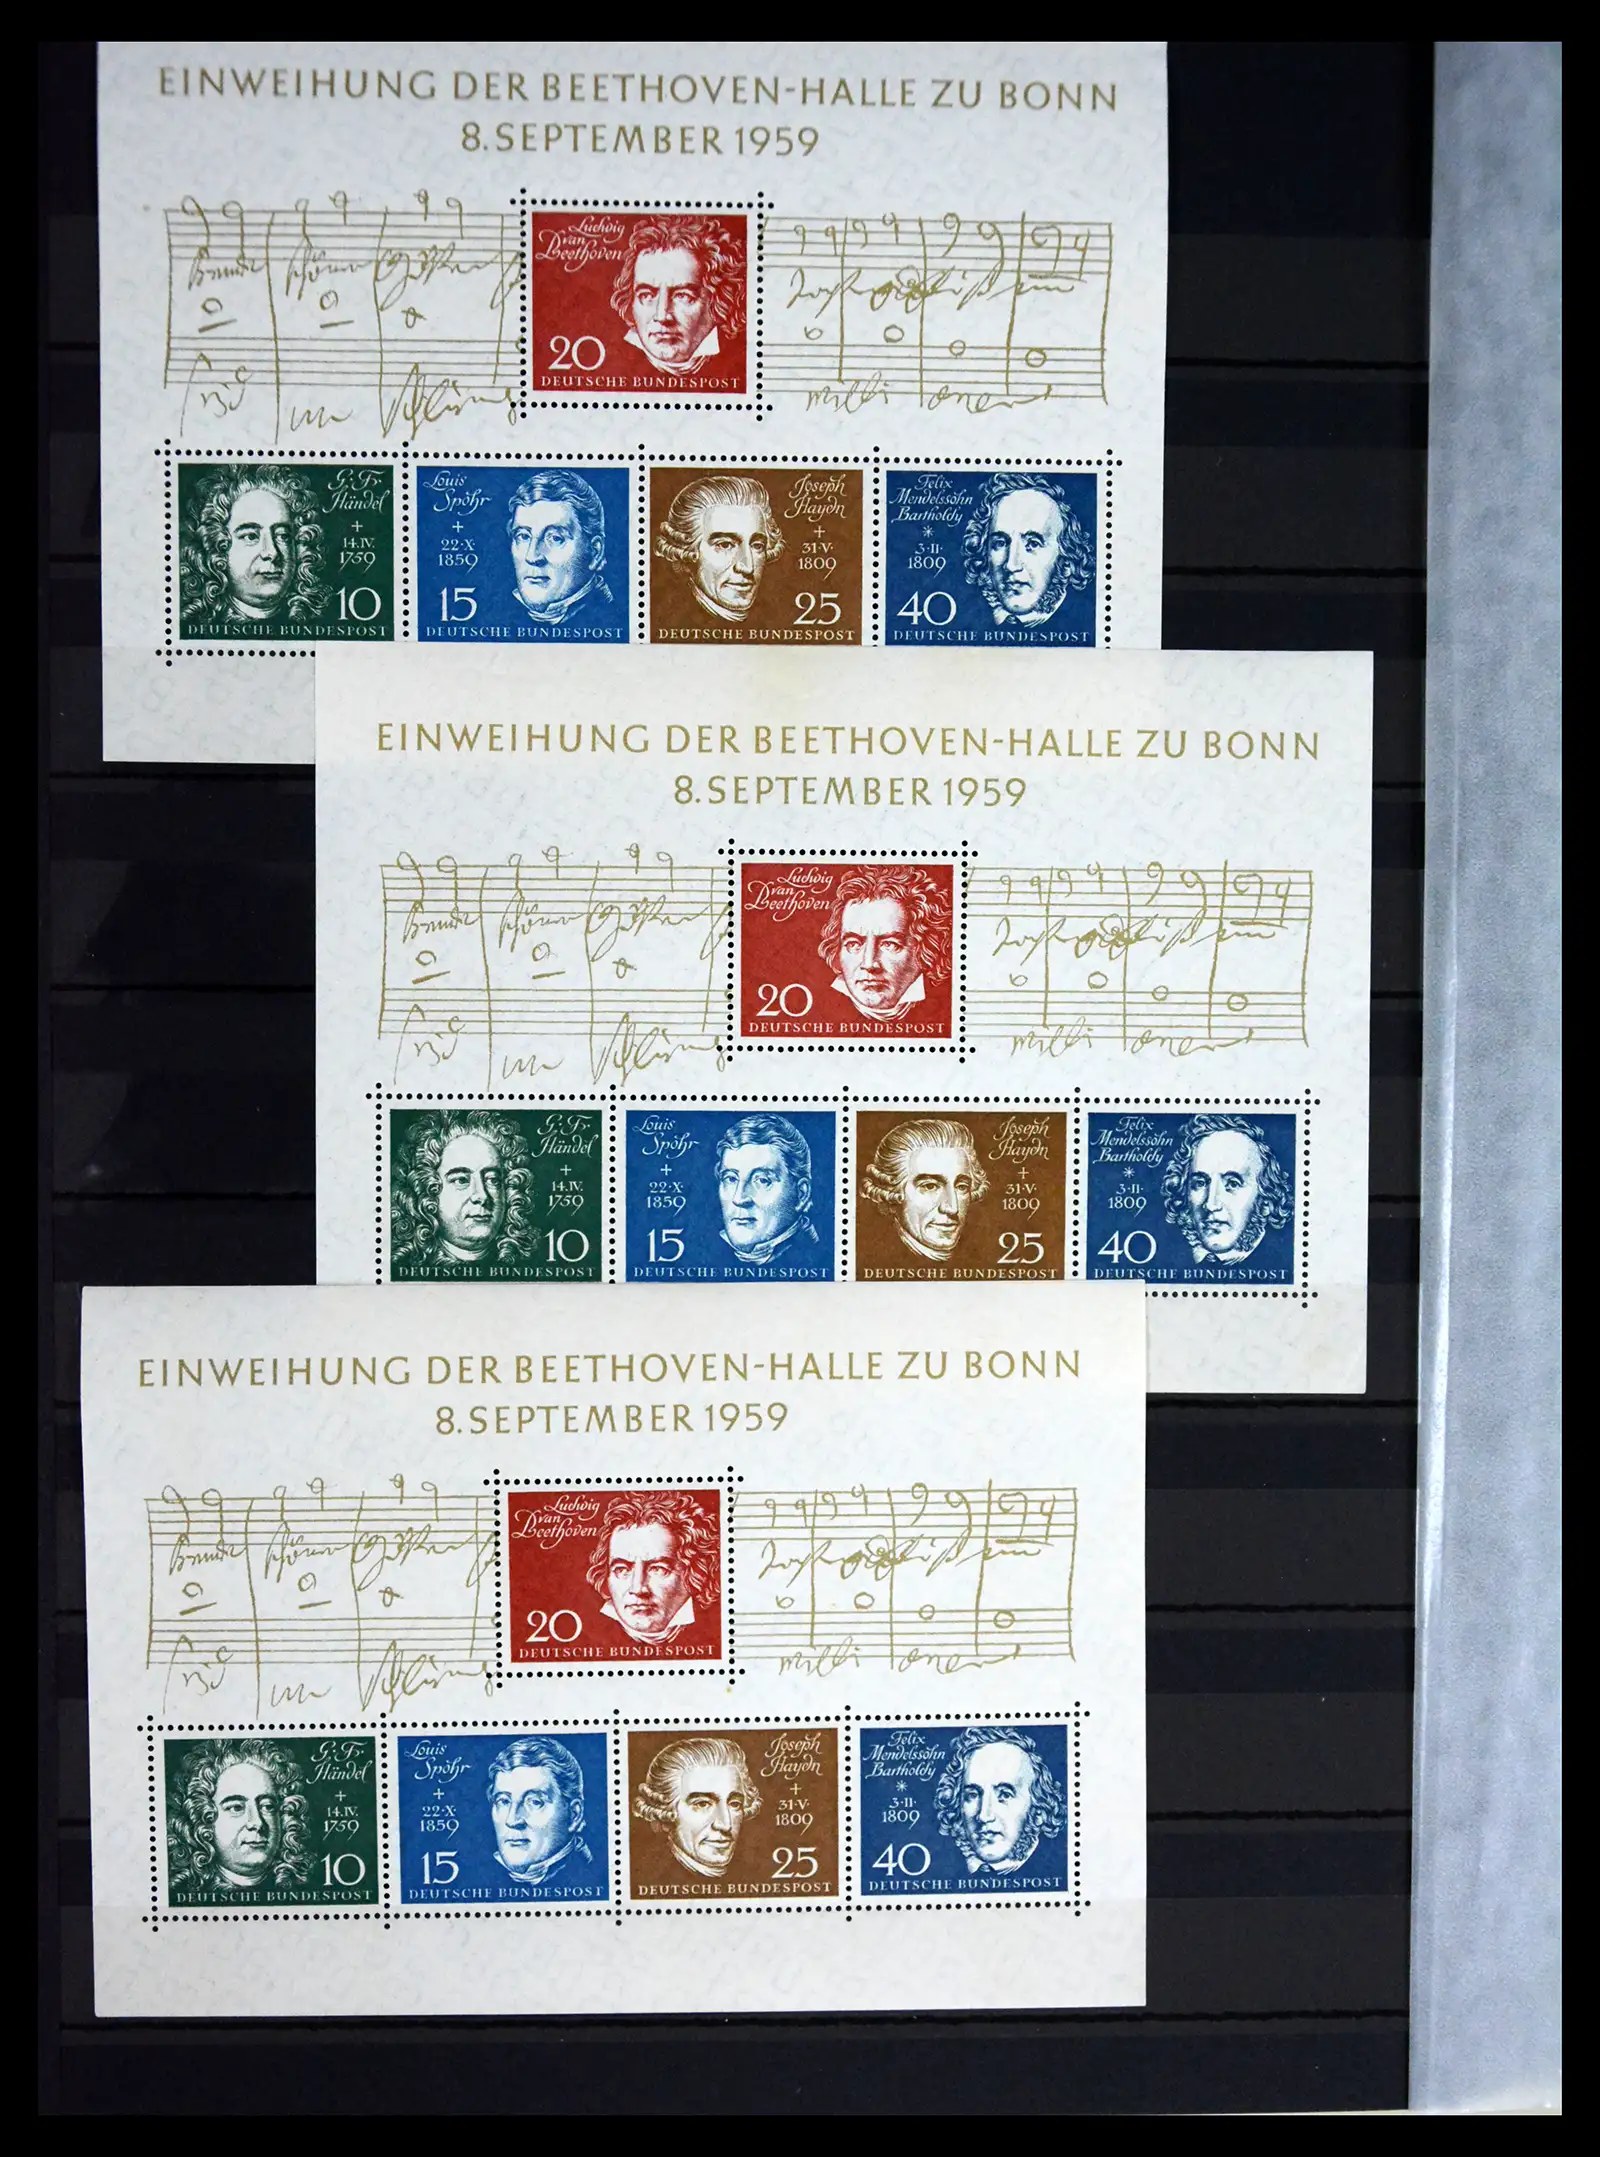 EINWEIHUNG DER BEETHOVEN-HALLE ZU BONN
8. SEPTEMBER 1959
Ludwig
van
Beethoven
20
DEUTSCHE BUNDESPOST
milli
G. Fr.
Händel
+
14.IV.
1759
10
DEUTSCHE BUNDESPOST
Louis
Spohr
+
22·X·
1859
15
DEUTSCHE BUNDESPOST
Joseph
Haydn
+
31·V·
1809
25
DEUTSCHE BUNDESPOST
Felix
Mendelssohn
Bartholdy
*
3·II·
1809
40
DEUTSCHE BUNDESPOST
EINWEIHUNG DER BEETHOVEN-HALLE ZU BONN
8. SEPTEMBER 1959
Ludwig
van
Beethoven
20
DEUTSCHE BUNDESPOST
milli
G. Fr.
Händel
+
14.IV.
1759
10
DEUTSCHE BUNDESPOST
Louis
Spohr
+
22·X·
1859
15
DEUTSCHE BUNDESPOST
Joseph
Haydn
+
31·V·
1809
25
DEUTSCHE BUNDESPOST
Felix
Mendelssohn
Bartholdy
*
3·II·
1809
40
DEUTSCHE BUNDESPOST
EINWEIHUNG DER BEETHOVEN-HALLE ZU BONN
8. SEPTEMBER 1959
Ludwig
van
Beethoven
20
DEUTSCHE BUNDESPOST
milli
G. Fr.
Händel
+
14.IV.
1759
10
DEUTSCHE BUNDESPOST
Louis
Spohr
+
22·X·
1859
15
DEUTSCHE BUNDESPOST
Joseph
Haydn
+
31·V·
1809
25
DEUTSCHE BUNDESPOST
Felix
Mendelssohn
Bartholdy
*
3·II·
1809
40
DEUTSCHE BUNDESPOST